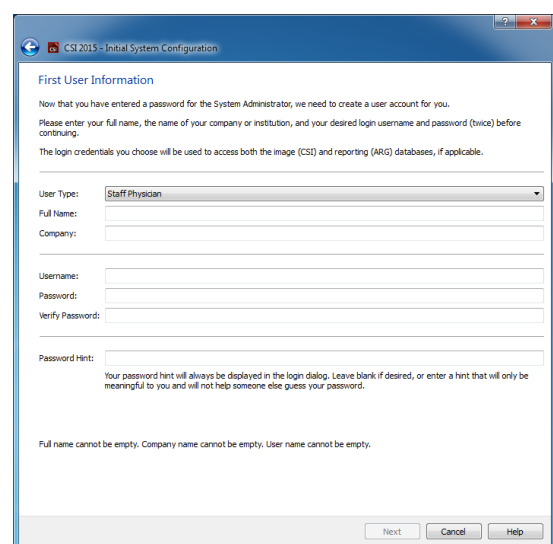 ? X
CSI CSI 2015 - Initial System Configuration
First User Information
Now that you have entered a password for the System Administrator, we need to create a user account for you.
Please enter your full name, the name of your company or institution, and your desired login username and password (twice) before
continuing.
The login credentials you choose will be used to access both the image (CSI) and reporting (ARG) databases, if applicable.
User Type: Staff Physician
Full Name:
Company:
Username:
Password:
Verify Password:
Password Hint:
Your password hint will always be displayed in the login dialog. Leave blank if desired, or enter a hint that will only be
meaningful to you and will not help someone else guess your password.
Full name cannot be empty. Company name cannot be empty. User name cannot be empty.
Next Cancel Help